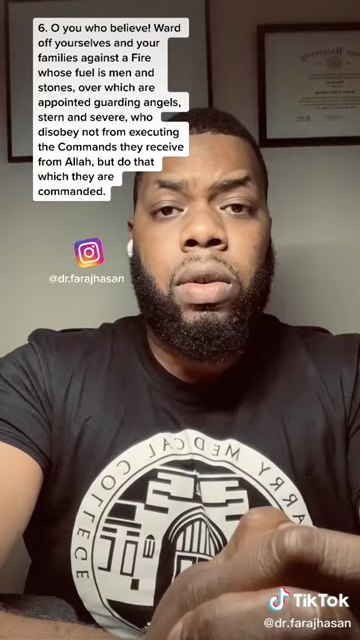 6. O you who believe! Ward
off yourselves and your
families against a Fire
whose fuel is men and
stones, over which are
appointed guarding angels,
stern and severe, who
disobey not from executing
the Commands they receive
from Allah, but do that
which they are
commanded.
@dr.farajhasan
ARRY MEDICAL COLLEGE
TikTok
@dr.farajhasan